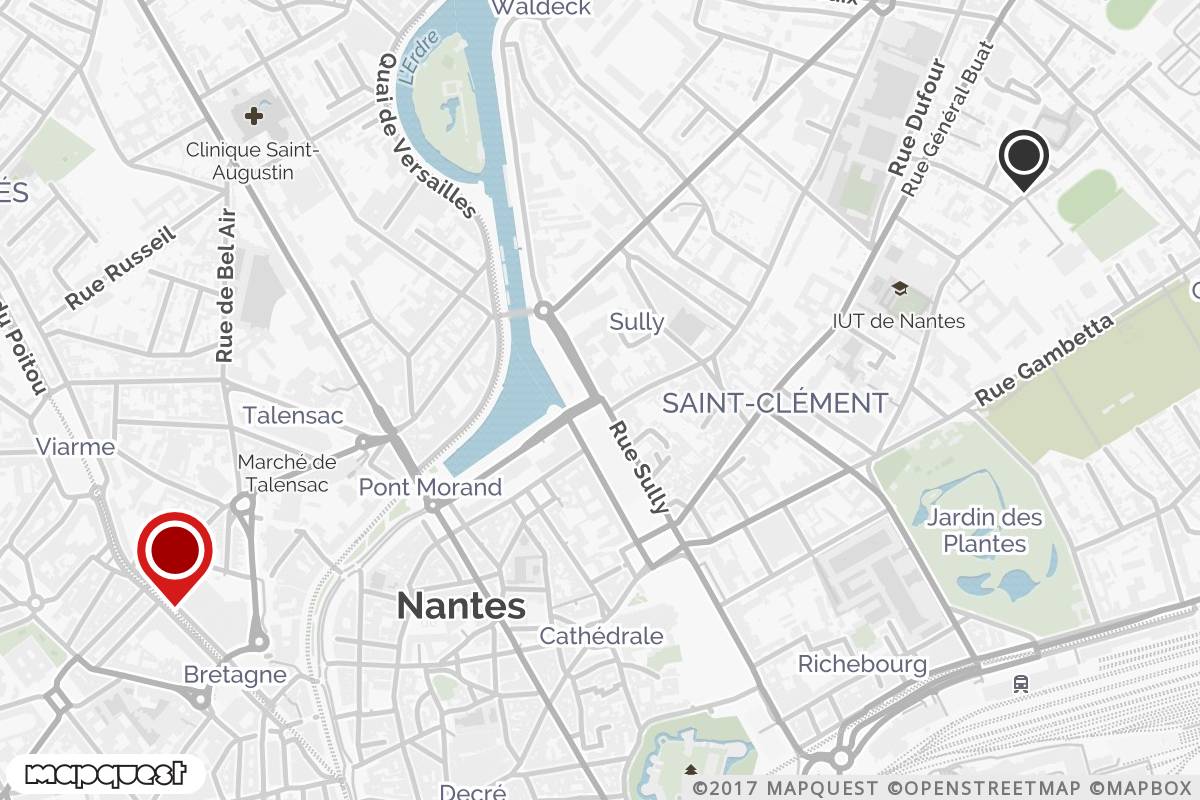 Waldeck
L'Erdre
Quai de Versailles
Clinique Saint-
Augustin
Rue Dufour
Rue Général Buat
ÉS
Rue Russeil
Rue de Bel Air
du Poitou
Sully
IUT de Nantes
Rue Gambetta
SAINT-CLÉMENT
Talensac
Viarme
Marché de
Talensac
Pont Morand
Rue Sully
Jardin des
Plantes
Nantes
Cathédrale
Richebourg
Bretagne
mapquest
Decré
©2017 MAPQUEST ©OPENSTREETMAP ©MAPBOX